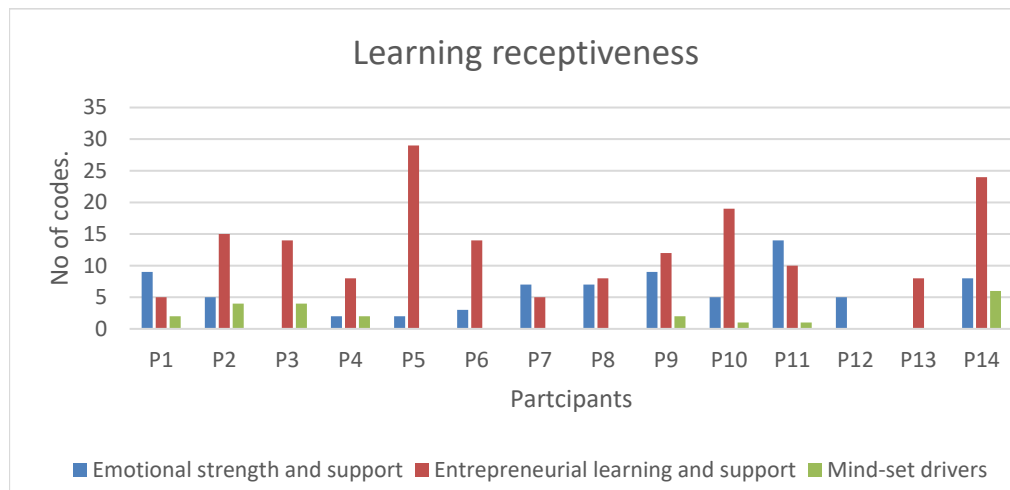 Learning receptiveness
35
30
25
20
15
10
5
0
No of codes.
P1 P2 P3 P4 P5 P6 P7 P8 P9 P10 P11 P12 P13 P14
Partcipants
Emotional strength and support Entrepreneurial learning and support Mind-set drivers